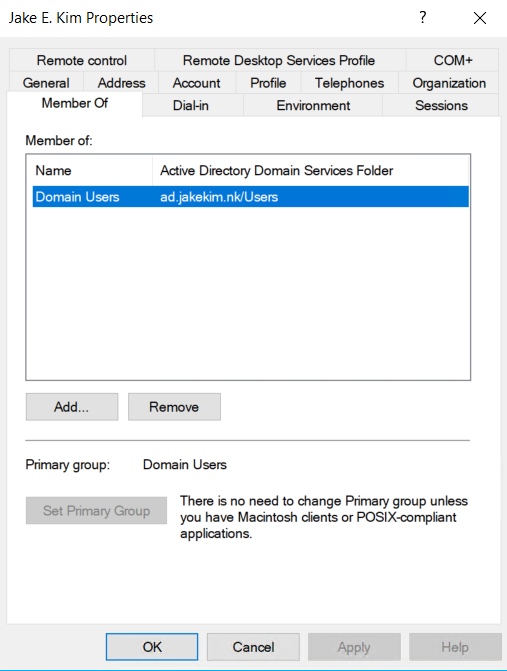 Jake E. Kim Properties
Remote control Remote Desktop Services Profile COM+
General Address Account Profile Telephones Organization
Member Of Dial-in Environment Sessions
Member of:
Name Active Directory Domain Services Folder
Domain Users ad.jakekim.nk/Users
Add... Remove
Primary group: Domain Users
Set Primary Group
There is no need to change Primary group unless
you have Macintosh clients or POSIX-compliant
applications.
OK Cancel Apply Help